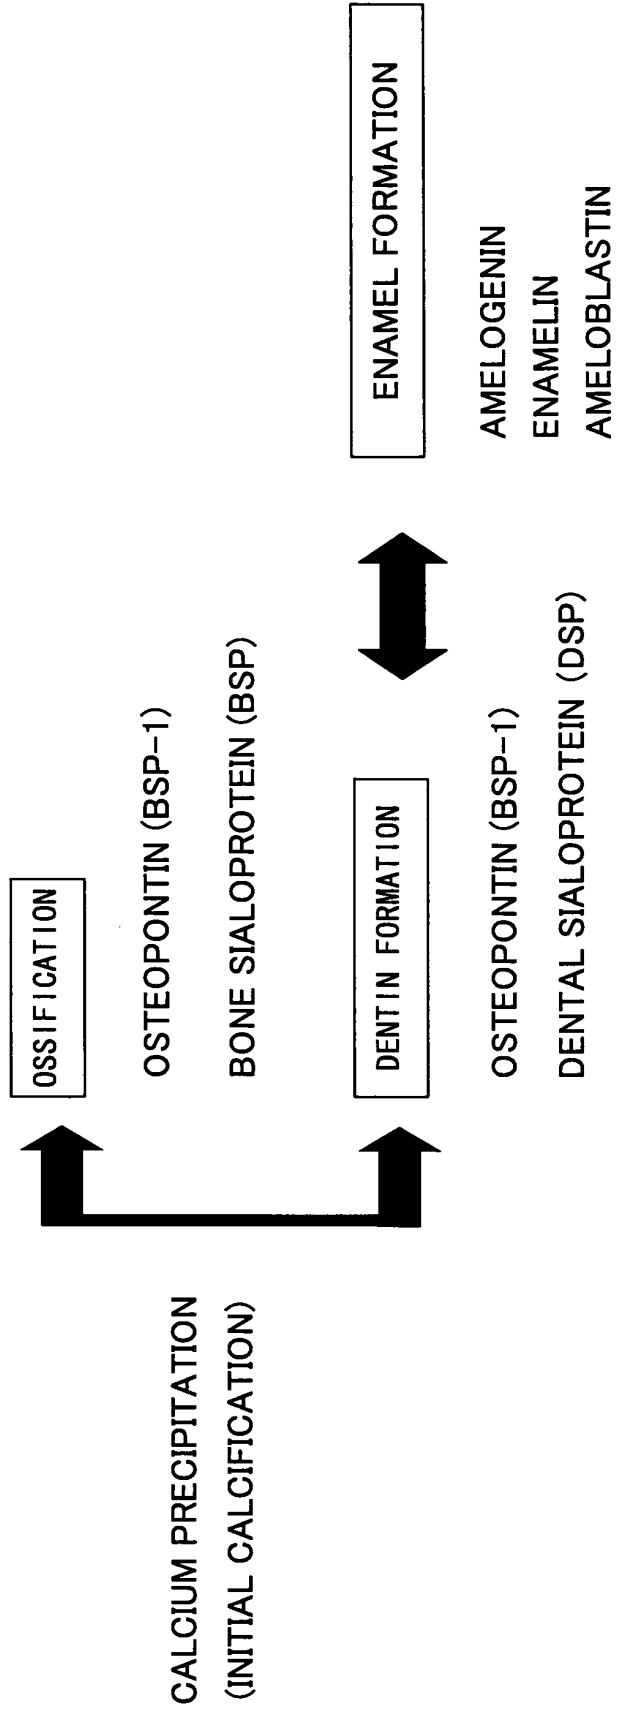 CALCIUM PRECIPITATION
(INITIAL CALCIFICATION)
OSSIFICATION
OSTEOPONTIN (BSP-1)
BONE SIALOPROTEIN (BSP)
DENTIN FORMATION
OSTEOPONTIN (BSP-1)
DENTAL SIALOPROTEIN (DSP)
ENAMEL FORMATION
AMELOGENIN
ENAMELIN
AMELOBLASTIN